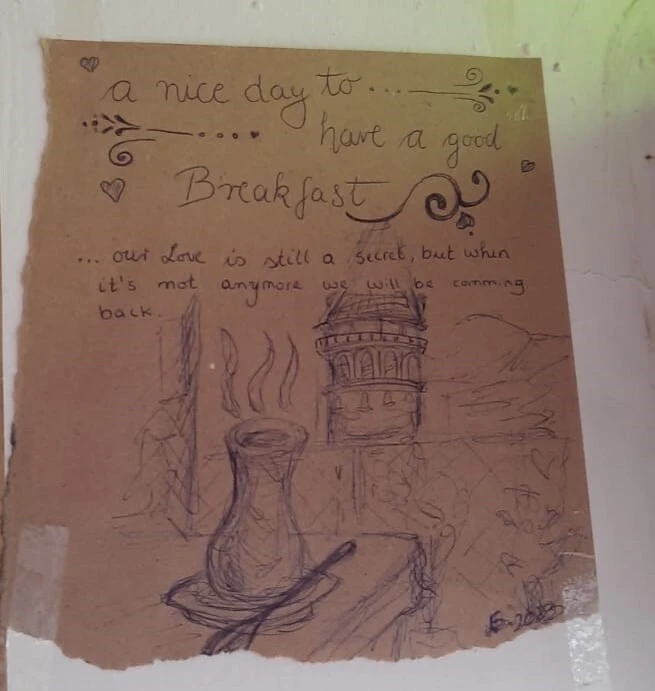 a nice day to ...
have a good
Breakfast
... our Love is still a secret, but when
it's not anymore we will be comming
back.
2023